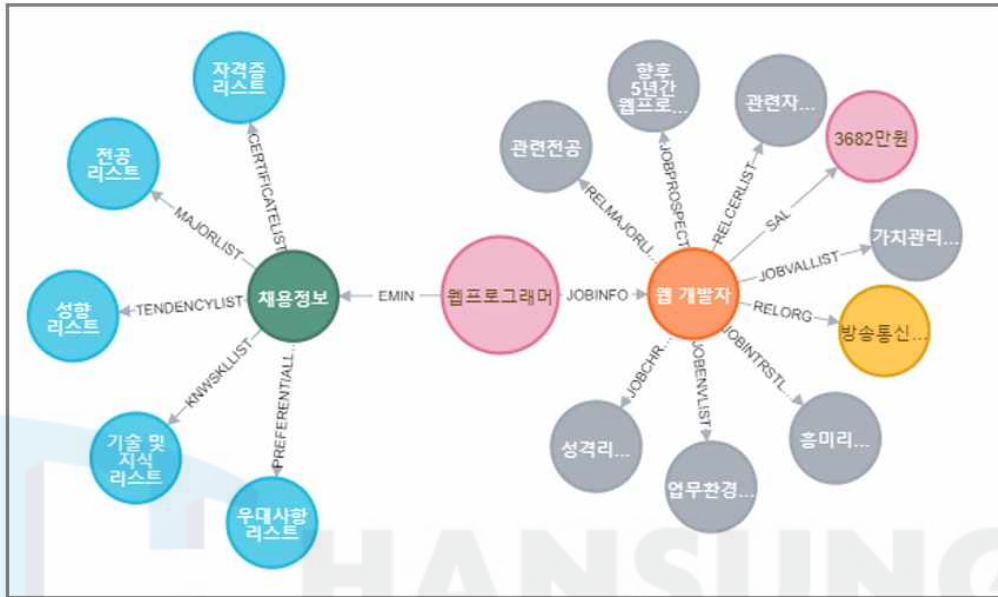 자격증
리스트
전공
리스트
성향
리스트
기술 및
지식
리스트
우대사항
리스트
CERTIFICATELIST
MAJORLIST
TENDENCYLIST
KNWSKLLIST
PREFERENTIALL...
채용정보
EMIN
웹프로그래머
JOBINFO
웹 개발자
관련전공
향후
5년간
웹프로...
관련자...
3682만원
가치관리...
방송통신...
흥미리...
업무환경...
성격리...
RELMAJORLI...
JOBPROSPECT
RELCERLIST
SAL
JOBVALLIST
RELORG
JOBINTRSTL...
JOBENVLIST
JOBCHR...
HANSUNG